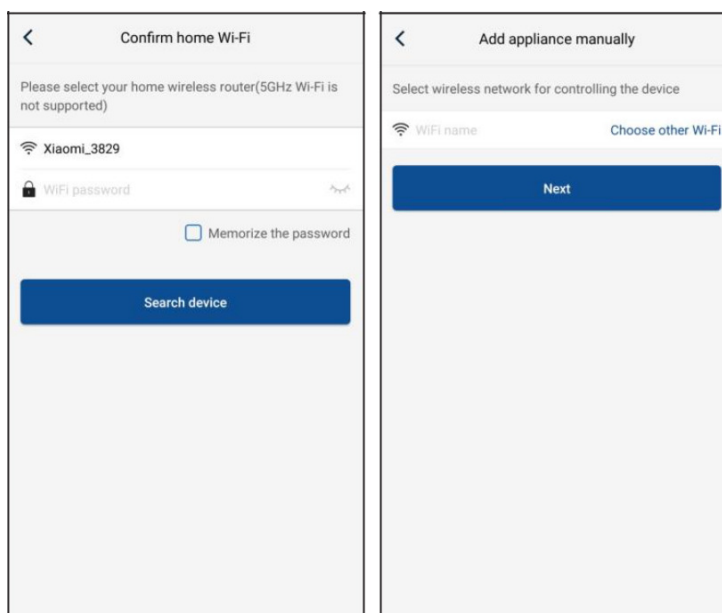 Confirm home Wi-Fi
Please select your home wireless router(5GHz Wi-Fi is
not supported)
Xiaomi_3829
WiFi password
Memorize the password
Search device
Add appliance manually
Select wireless network for controlling the device
WiFi name
Choose other Wi-Fi
Next